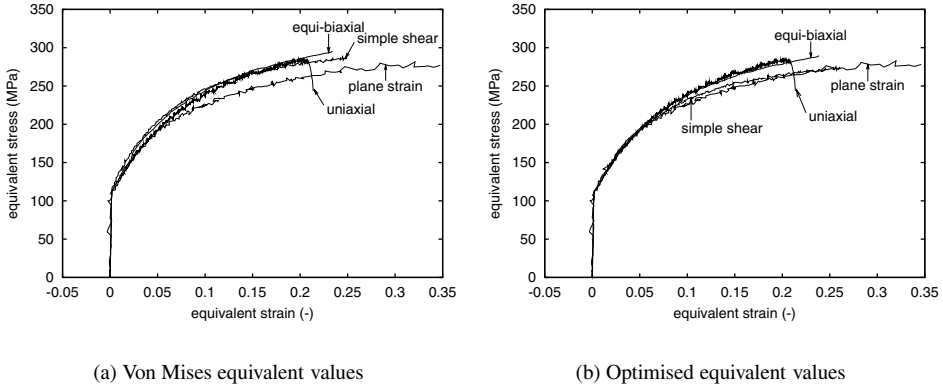 350
300
250
200
150
100
50
0
-0.05
0
0.05
0.1
0.15
0.2
0.25
0.3
0.35
equivalent stress (MPa)
equivalent strain (-)
equi-biaxial
simple shear
plane strain
uniaxial
(a) Von Mises equivalent values
350
300
250
200
150
100
50
0
-0.05
0
0.05
0.1
0.15
0.2
0.25
0.3
0.35
equivalent stress (MPa)
equivalent strain (-)
equi-biaxial
plane strain
simple shear
uniaxial
(b) Optimised equivalent values